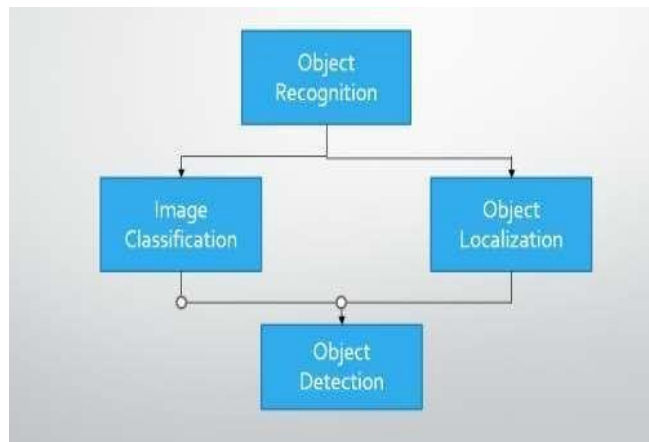 Object
Recognition
Image
Classification
Object
Localization
Object
Detection